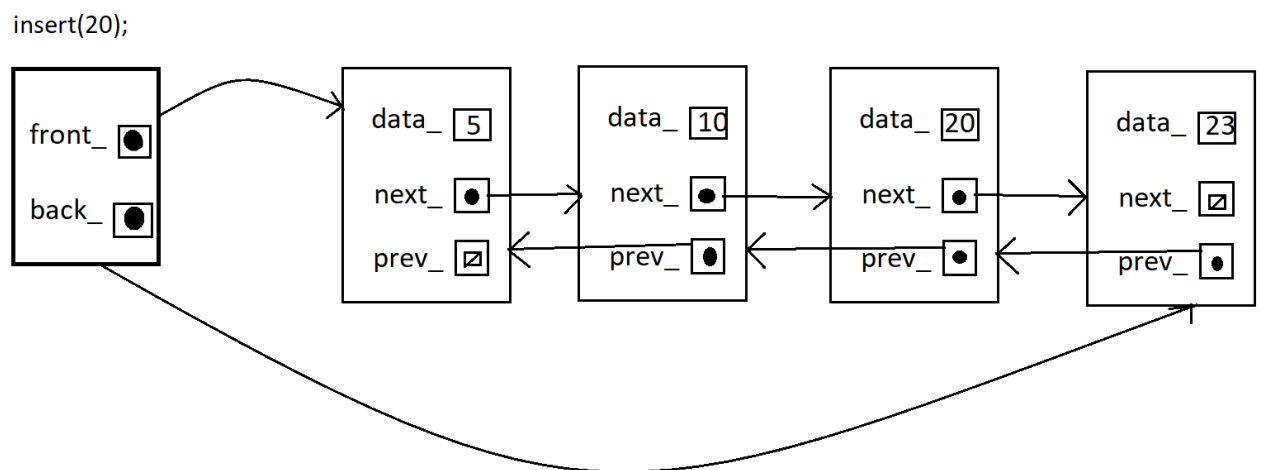 insert(20);
front_
back_
data_ 5
next_
prev_
data_ 10
next_
prev_
data_ 20
next_
prev_
data_ 23
next_
prev_